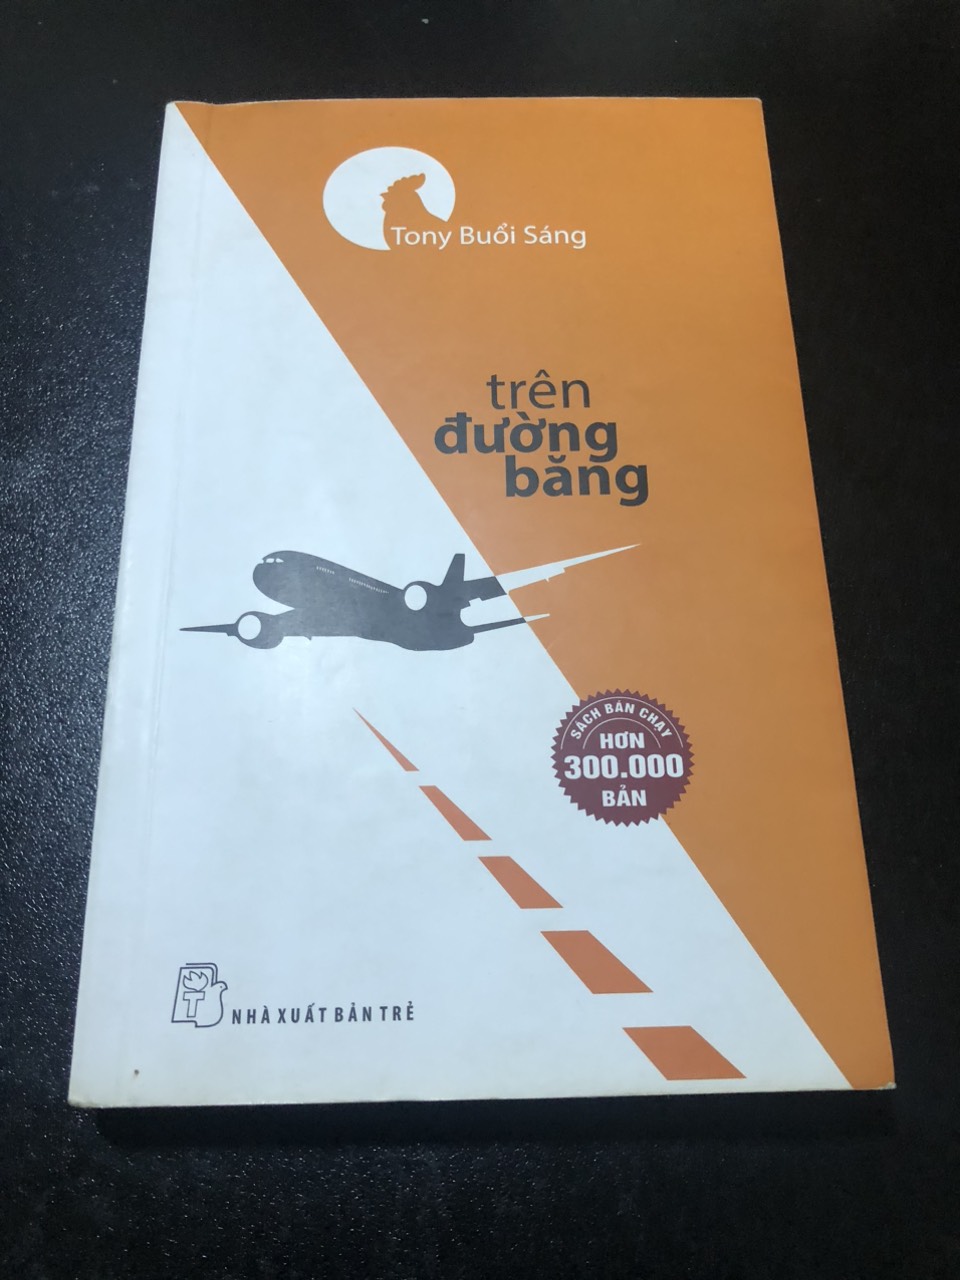 Tony Buổi Sáng
trên
đường
băng
SÁCH BÁN CHẠY
HƠN
300.000
BẢN
T
NHÀ XUẤT BẢN TRẺ